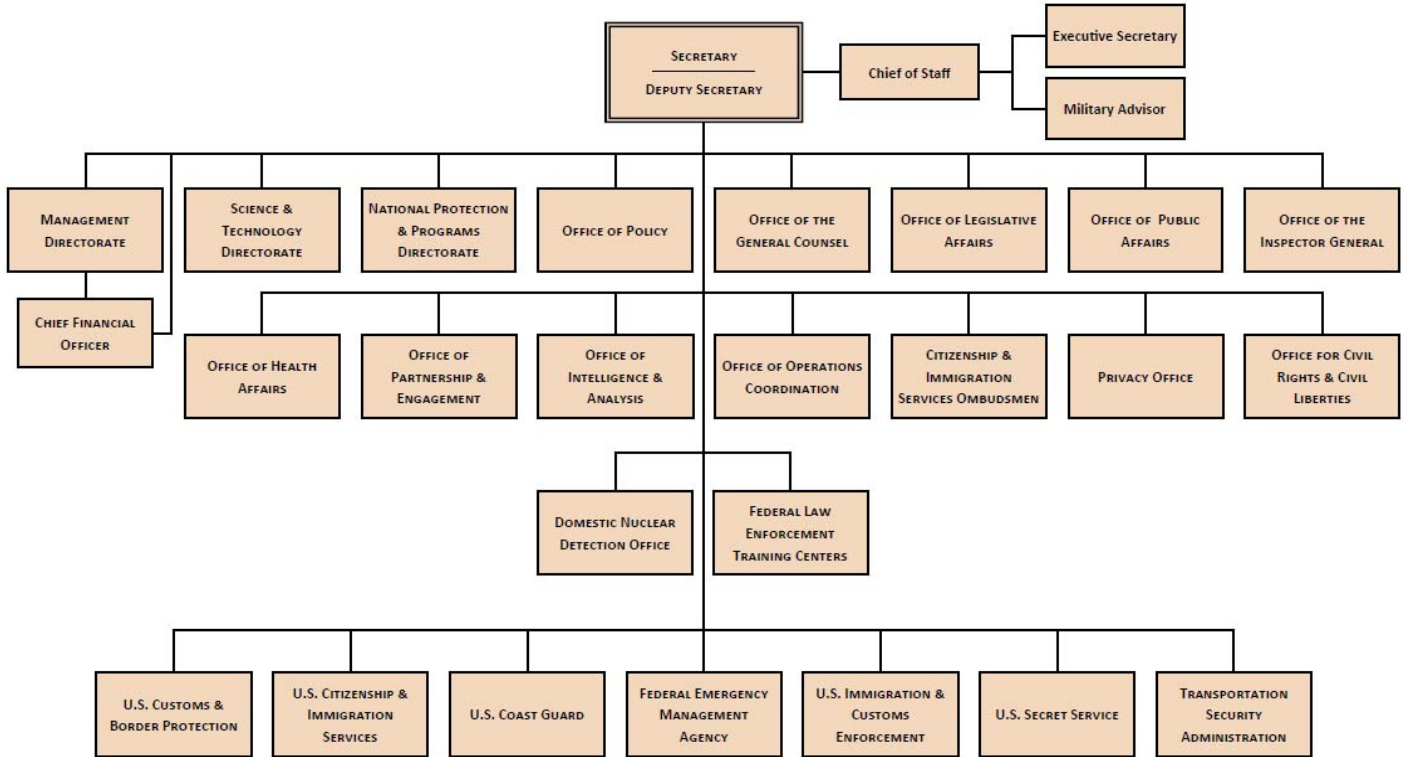 SECRETARY
DEPUTY SECRETARY
Chief of Staff
Executive Secretary
Military Advisor
MANAGEMENT
DIRECTORATE
SCIENCE &
TECHNOLOGY
DIRECTORATE
NATIONAL PROTECTION
& PROGRAMS
DIRECTORATE
OFFICE OF POLICY
OFFICE OF THE
GENERAL COUNSEL
OFFICE OF LEGISLATIVE
AFFAIRS
OFFICE OF PUBLIC
AFFAIRS
OFFICE OF THE
INSPECTOR GENERAL
CHIEF FINANCIAL
OFFICER
OFFICE OF HEALTH
AFFAIRS
OFFICE OF
PARTNERSHIP &
ENGAGEMENT
OFFICE OF
INTELLIGENCE &
ANALYSIS
OFFICE OF OPERATIONS
COORDINATION
CITIZENSHIP &
IMMIGRATION
SERVICES OMBUDSMEN
PRIVACY OFFICE
OFFICE FOR CIVIL
RIGHTS & CIVIL
LIBERTIES
DOMESTIC NUCLEAR
DETECTION OFFICE
FEDERAL LAW
ENFORCEMENT
TRAINING CENTERS
U.S. CUSTOMS &
BORDER PROTECTION
U.S. CITIZENSHIP &
IMMIGRATION
SERVICES
U.S. COAST GUARD
FEDERAL EMERGENCY
MANAGEMENT
AGENCY
U.S. IMMIGRATION &
CUSTOMS
ENFORCEMENT
U.S. SECRET SERVICE
TRANSPORTATION
SECURITY
ADMINISTRATION